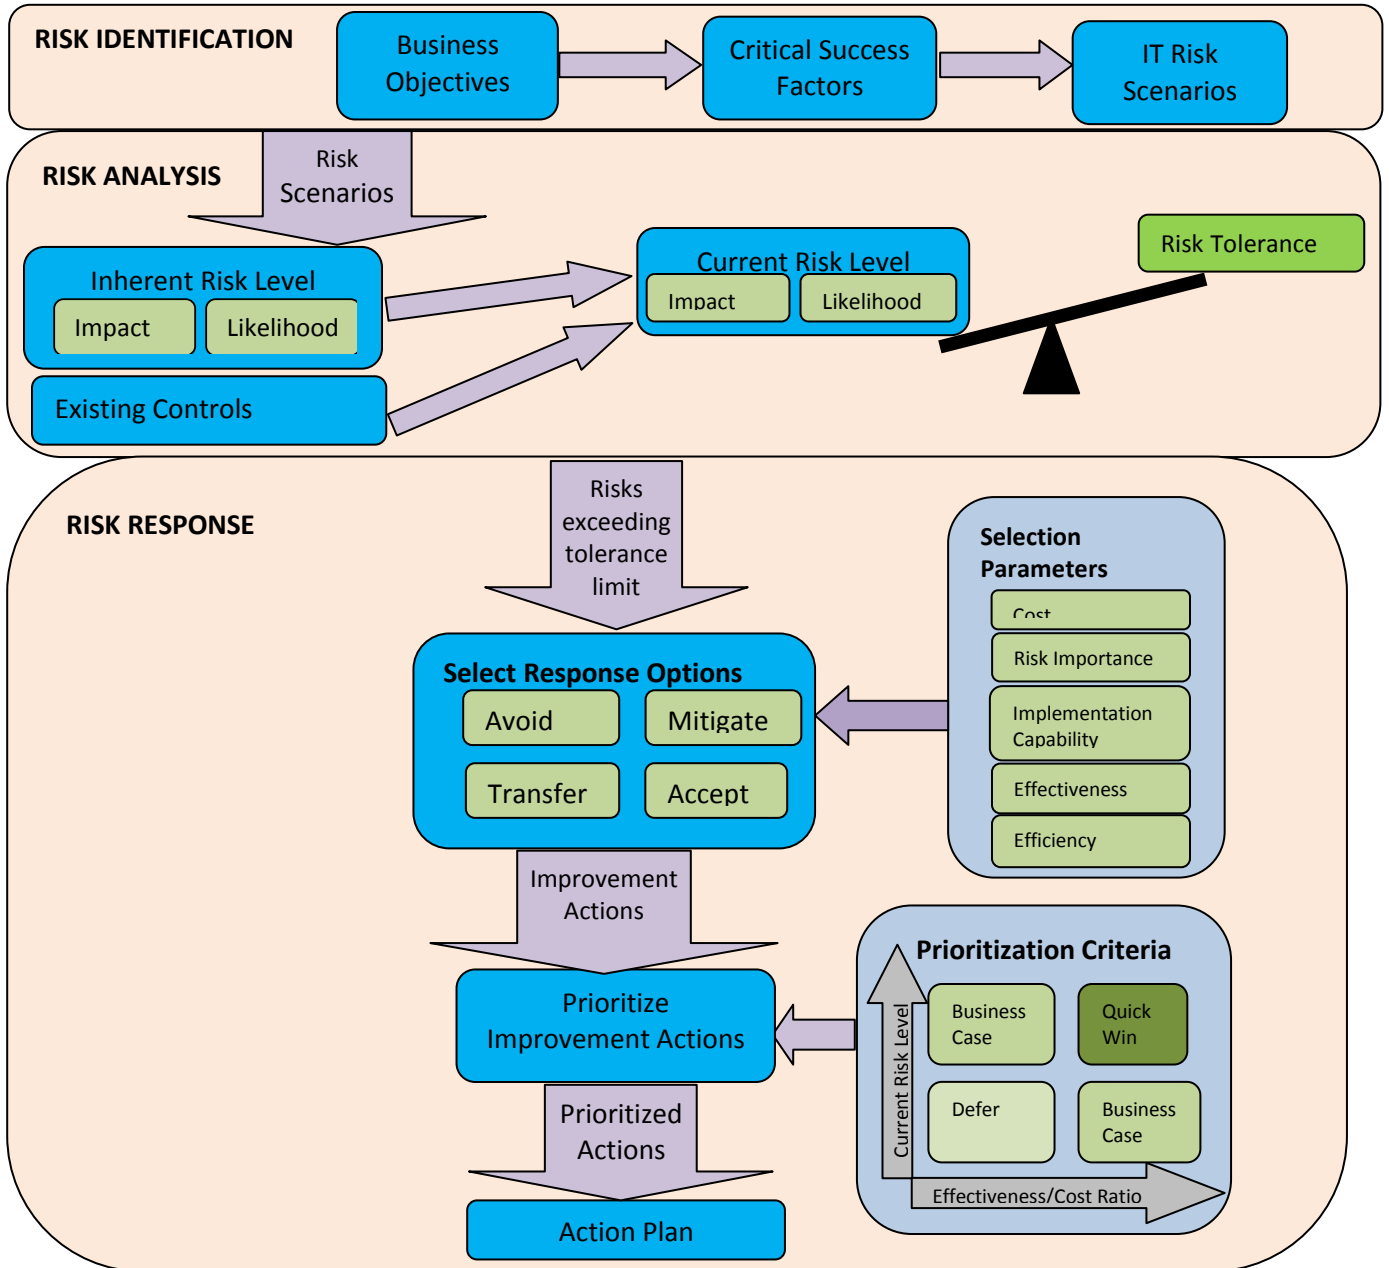 RISK IDENTIFICATION
Business
Objectives
Critical Success
Factors
IT Risk
Scenarios
Risk
Scenarios
RISK ANALYSIS
Inherent Risk Level
Impact
Likelihood
Existing Controls
Current Risk Level
Impact
Likelihood
Risk Tolerance
RISK RESPONSE
Risks
exceeding
tolerance
limit
Selection
Parameters
Cost
Risk Importance
Implementation
Capability
Effectiveness
Efficiency
Select Response Options
Avoid
Mitigate
Transfer
Accept
Improvement
Actions
Prioritize
Improvement Actions
Prioritization Criteria
Current Risk Level
Business
Case
Quick
Win
Defer
Business
Case
Effectiveness/Cost Ratio
Prioritized
Actions
Action Plan